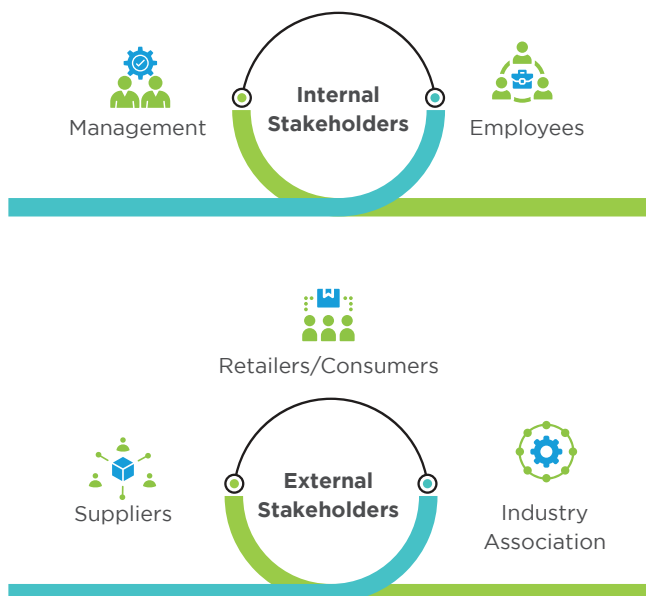 Internal
Stakeholders
Management
Employees
Retailers/Consumers
External
Stakeholders
Suppliers
Industry
Association